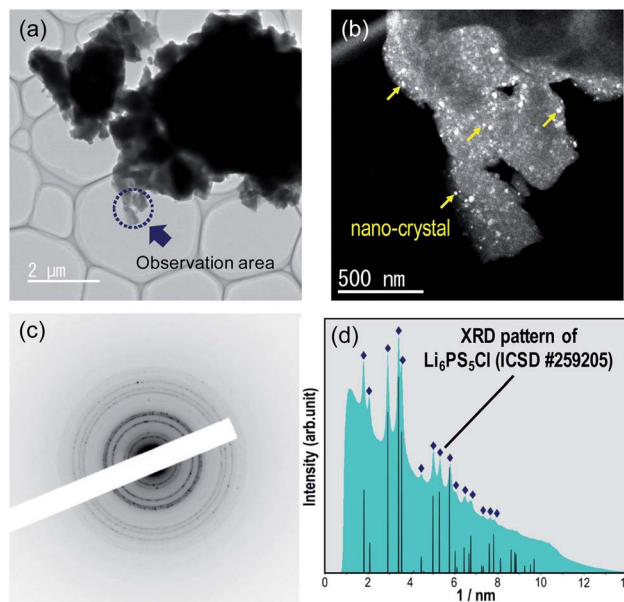 (a)
Observation area
2 μm
(b)
nano-crystal
500 nm
(c)
(d)
XRD pattern of
Li₆PS₅Cl (ICSD #259205)
Intensity (arb.unit)
0 2 4 6 8 10 12 14
1 / nm